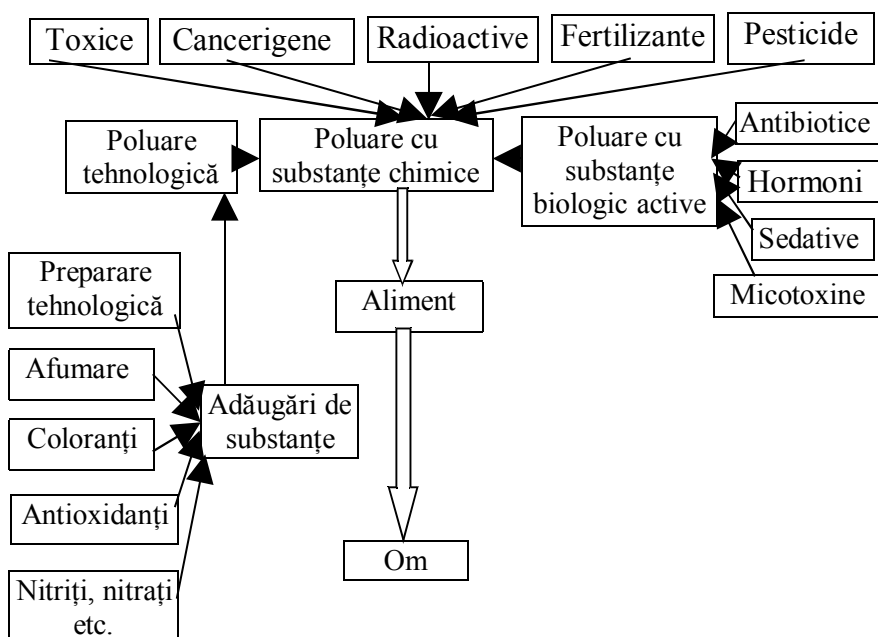 Toxice
Cancerigene
Radioactive
Fertilizante
Pesticide
Poluare
tehnologică
Poluare cu
substanțe chimice
Poluare cu
substanțe
biologic active
Antibiotice
Hormoni
Sedative
Micotoxine
Preparare
tehnologică
Afumare
Coloranți
Antioxidanți
Nitriți, nitrați
etc.
Adăugări de
substanțe
Aliment
Om